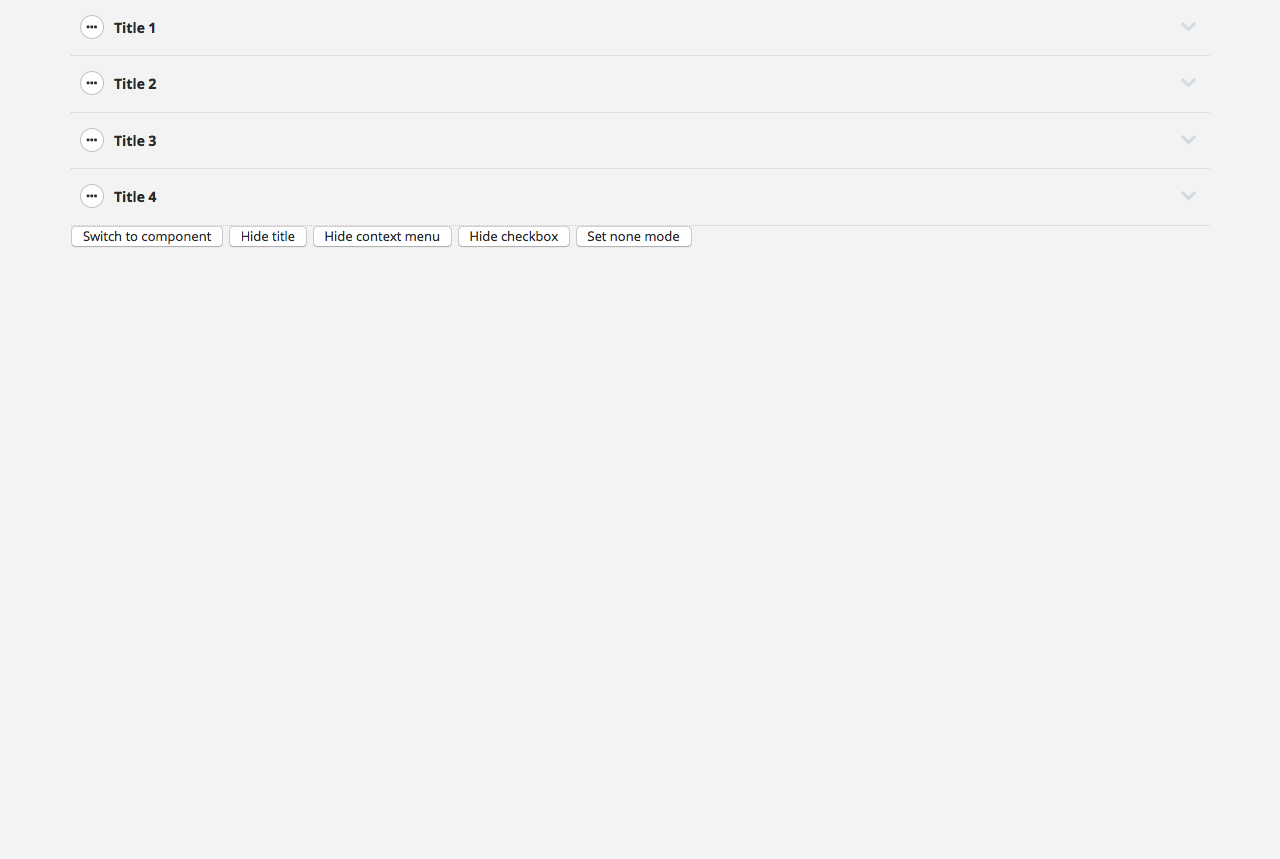 Title 1
Title 2
Title 3
Title 4
Switch to component Hide title Hide context menu Hide checkbox Set none mode